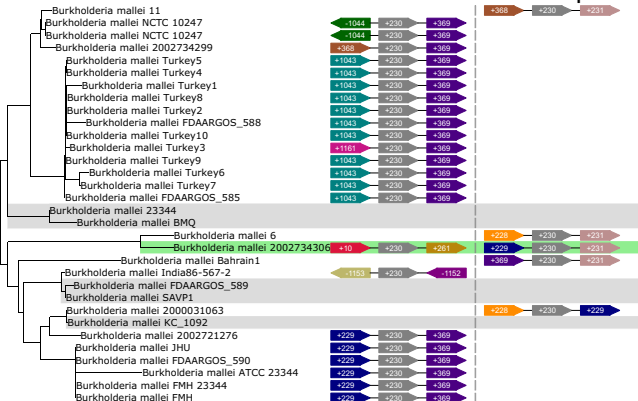 Burkholderia mallei 11 +368 +230 +231
Burkholderia mallei NCTC 10247 -1044 +230 +369
Burkholderia mallei NCTC 10247 -1044 +230 +369
Burkholderia mallei 2002734299 +368 +230 +369
Burkholderia mallei Turkey5 +1043 +230 +369
Burkholderia mallei Turkey4 +1043 +230 +369
Burkholderia mallei Turkey1 +1043 +230 +369
Burkholderia mallei Turkey8 +1043 +230 +369
Burkholderia mallei Turkey2 +1043 +230 +369
Burkholderia mallei FDAARGOS_588 +1043 +230 +369
Burkholderia mallei Turkey10 +1043 +230 +369
Burkholderia mallei Turkey3 +1161 +230 +369
Burkholderia mallei Turkey9 +1043 +230 +369
Burkholderia mallei Turkey6 +1043 +230 +369
Burkholderia mallei Turkey7 +1043 +230 +369
Burkholderia mallei FDAARGOS_585 +1043 +230 +369
Burkholderia mallei 23344
Burkholderia mallei BMQ
Burkholderia mallei 6 +228 +230 +231
Burkholderia mallei 2002734306 +10 +230 +261 +229 +230 +231
Burkholderia mallei Bahrain1 +369 +230 +231
Burkholderia mallei India86-567-2 -1153 +230 -1152
Burkholderia mallei FDAARGOS_589
Burkholderia mallei SAVP1
Burkholderia mallei 2000031063 +228 +230 +229
Burkholderia mallei KC_1092
Burkholderia mallei 2002721276 +229 +230 +369
Burkholderia mallei JHU +229 +230 +369
Burkholderia mallei FDAARGOS_590 +229 +230 +369
Burkholderia mallei ATCC 23344 +229 +230 +369
Burkholderia mallei FMH 23344 +229 +230 +369
Burkholderia mallei FMH +229 +230 +369